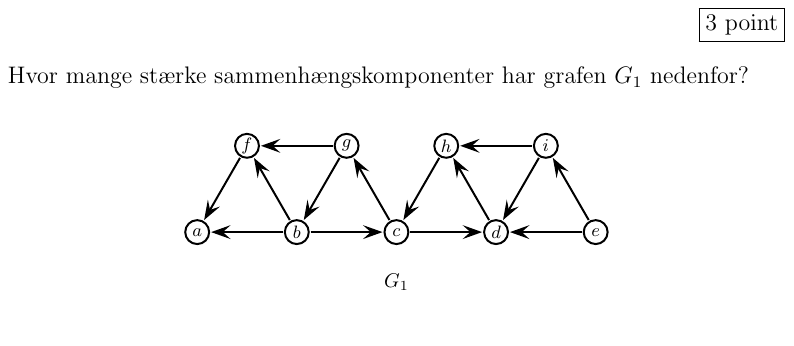 3 point
Hvor mange stærke sammenhængskomponenter har grafen G₁ nedenfor?
f g h i
a b c d e
G₁